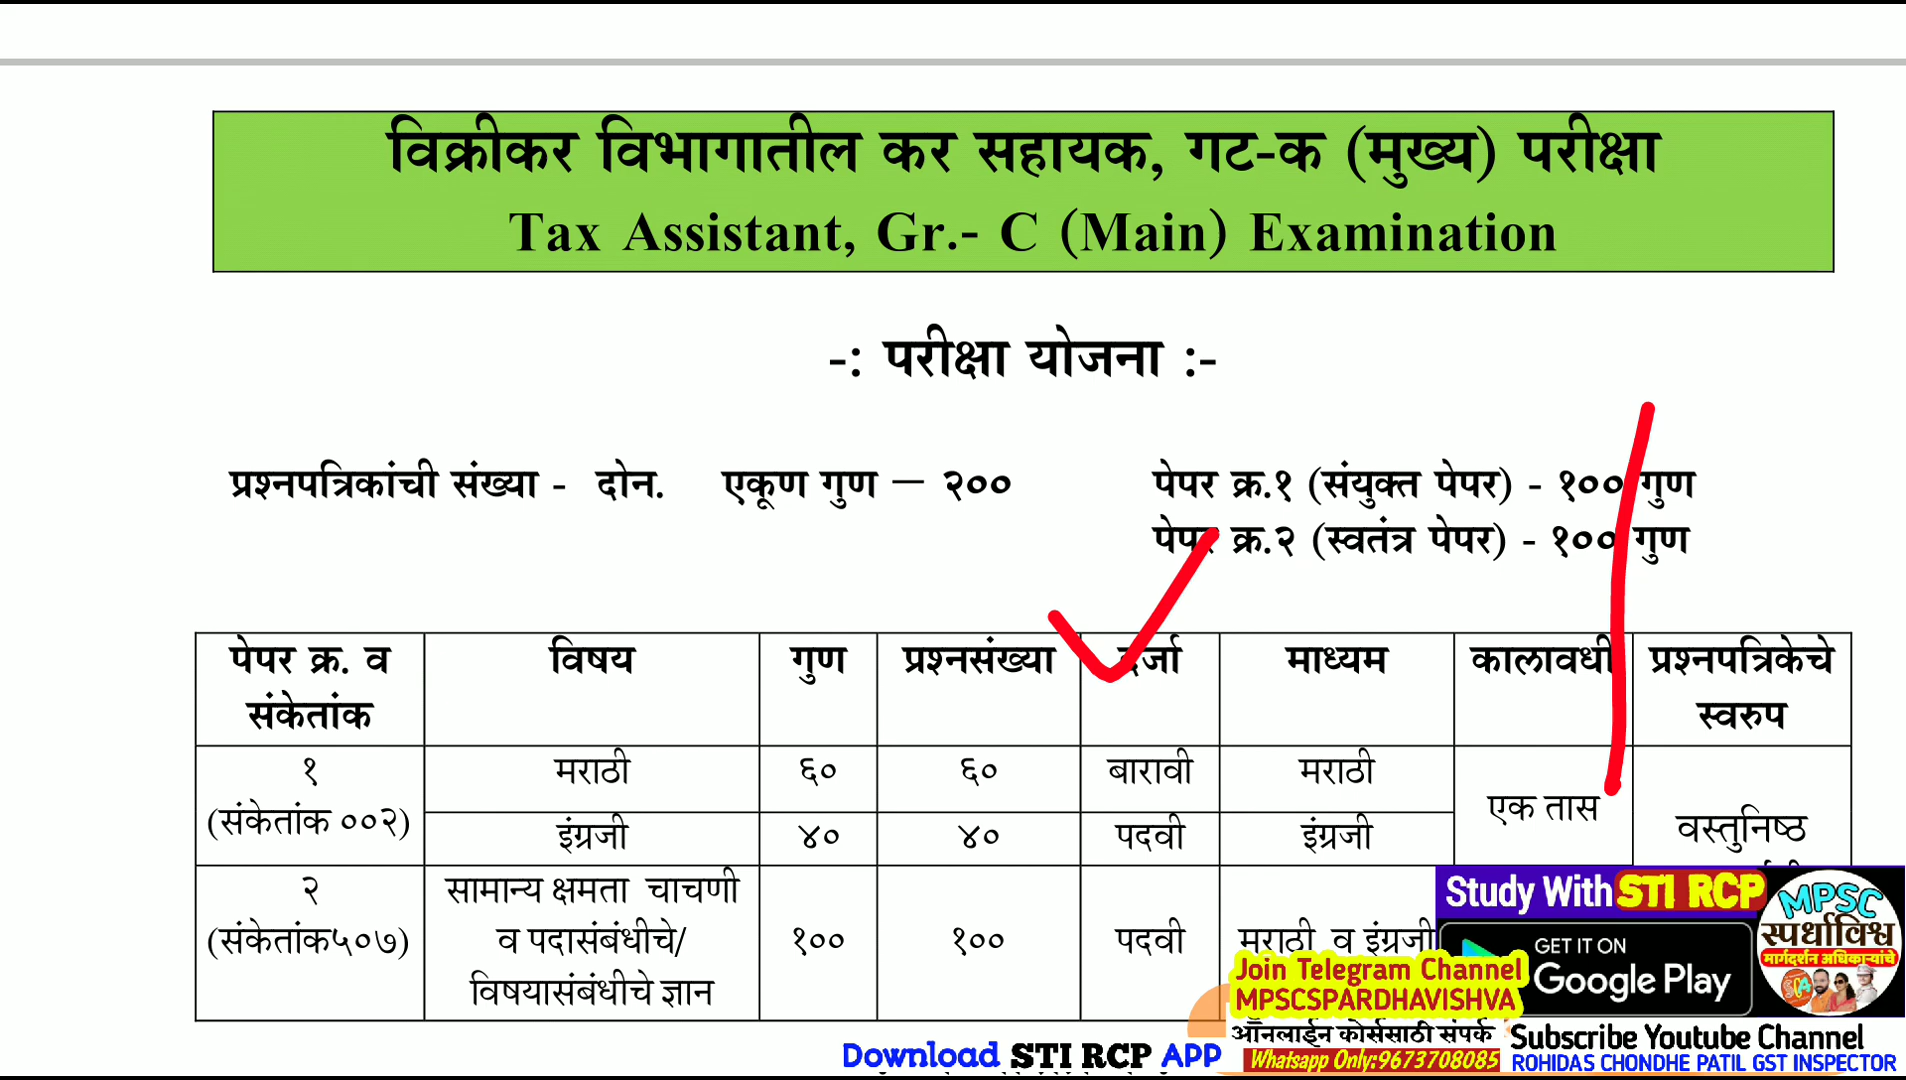 विक्रीकर विभागातील कर सहायक, गट-क (मुख्य) परीक्षा
Tax Assistant, Gr.- C (Main) Examination
-: परीक्षा योजना :-
प्रश्नपत्रिकांची संख्या - दोन. एकूण गुण – २००
पेपर क्र.१ (संयुक्त पेपर) - १०० गुण
पेपर क्र.२ (स्वतंत्र पेपर) - १०० गुण
पेपर क्र. व संकेतांक विषय गुण प्रश्नसंख्या दर्जा माध्यम कालावधी प्रश्नपत्रिकेचे स्वरुप
१ (संकेतांक ००२) मराठी ६० ६० बारावी मराठी एक तास वस्तुनिष्ठ
इंग्रजी ४० ४० पदवी इंग्रजी
२ (संकेतांक५०७) सामान्य क्षमता चाचणी व पदासंबंधीचे/ विषयासंबंधीचे ज्ञान १०० १०० पदवी मराठी व इंग्रजी
Study With STI RCP
GET IT ON
Google Play
MPSC
स्पर्धाविश्व
मार्गदर्शन अधिकाऱ्यांचे
Join Telegram Channel
MPSCSPARDHAVISHVA
ऑनलाईन कोर्ससाठी संपर्क
Whatsapp Only:9673708085
Subscribe Youtube Channel
ROHIDAS CHONDHE PATIL GST INSPECTOR
Download STI RCP APP